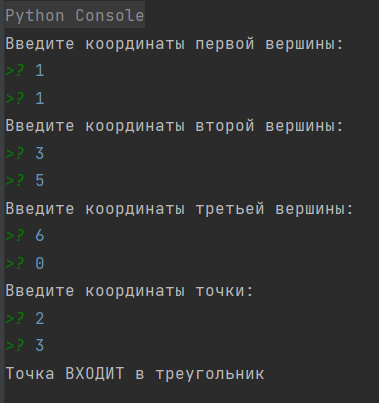 Python Console
Введите координаты первой вершины:
>? 1
>? 1
Введите координаты второй вершины:
>? 3
>? 5
Введите координаты третьей вершины:
>? 6
>? 0
Введите координаты точки:
>? 2
>? 3
Точка ВХОДИТ в треугольник